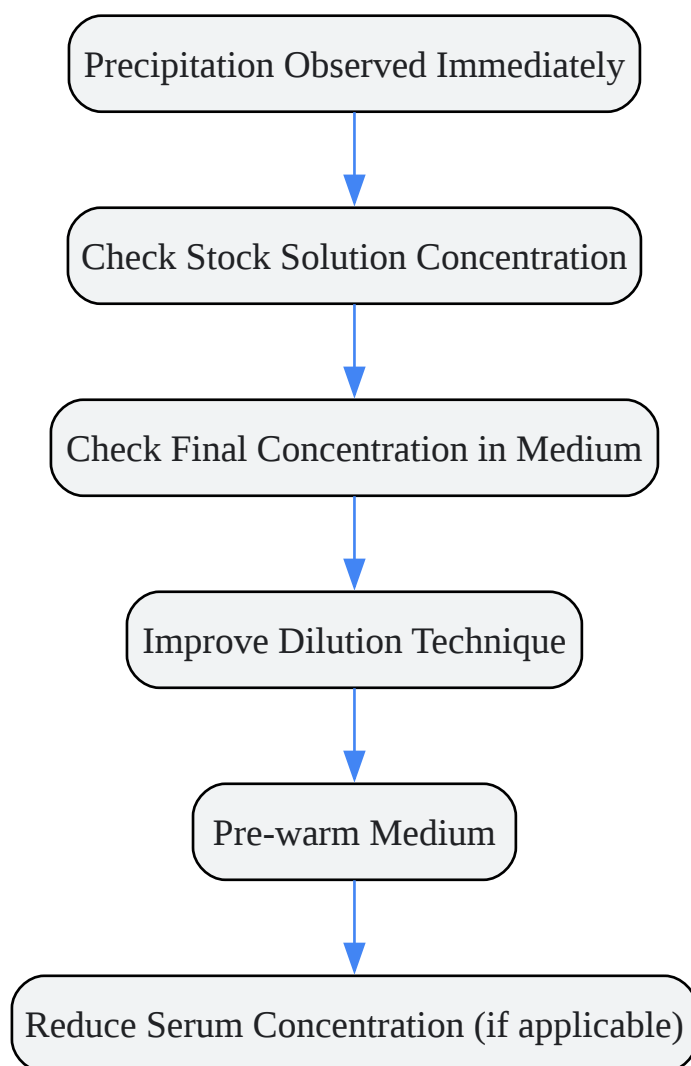 Precipitation Observed Immediately
Check Stock Solution Concentration
Check Final Concentration in Medium
Improve Dilution Technique
Pre-warm Medium
Reduce Serum Concentration (if applicable)